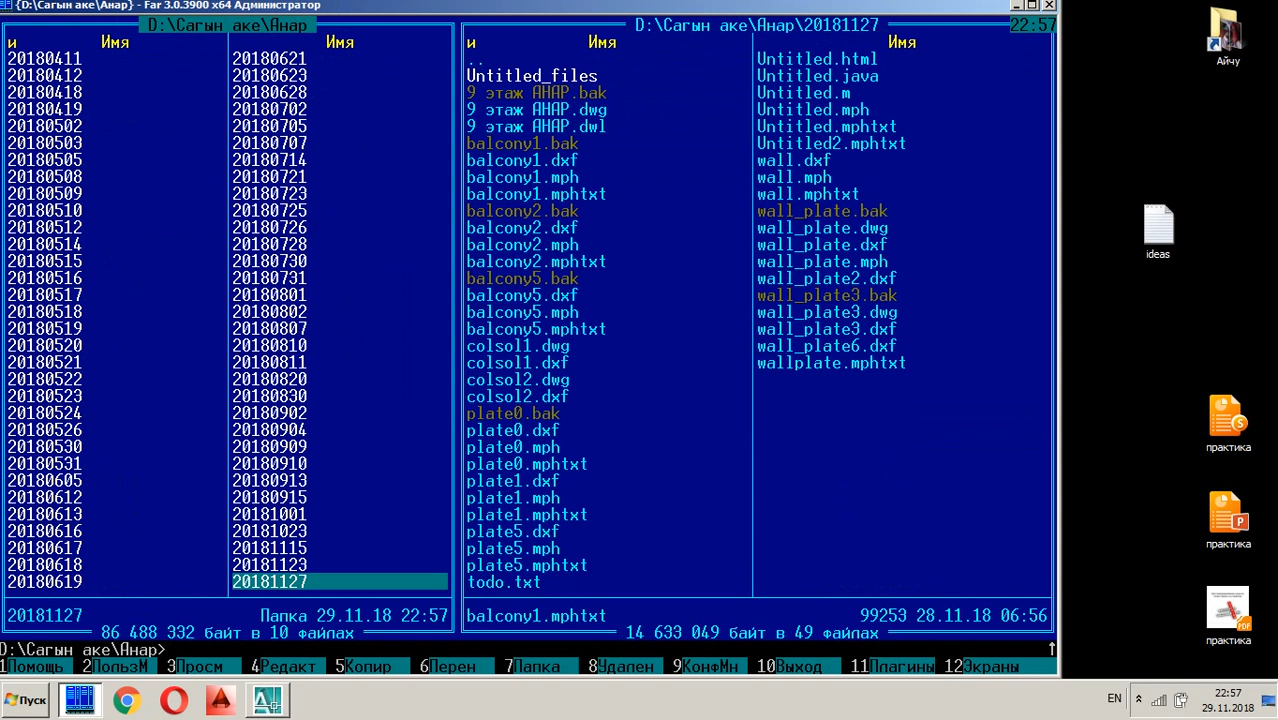 {D:\Сагын аке\Анар} - Far 3.0.3900 x64 Администратор
D:\Сагын аке\Анар
и Имя Имя
20180411 20180621
20180412 20180623
20180418 20180628
20180419 20180702
20180502 20180705
20180503 20180707
20180505 20180714
20180508 20180721
20180509 20180723
20180510 20180725
20180512 20180726
20180514 20180728
20180515 20180730
20180516 20180731
20180517 20180801
20180518 20180802
20180519 20180807
20180520 20180810
20180521 20180811
20180522 20180820
20180523 20180830
20180524 20180902
20180526 20180904
20180530 20180909
20180531 20180910
20180605 20180913
20180612 20180915
20180613 20181001
20180616 20181023
20180617 20181115
20180618 20181123
20180619 20181127
20181127 Папка 29.11.18 22:57
86 488 332 байт в 10 файлах
D:\Сагын аке\Анар\20181127 22:57
и Имя Имя
.. Untitled.html
Untitled_files Untitled.java
9 этаж АНАР.bak Untitled.m
9 этаж АНАР.dwg Untitled.mph
9 этаж АНАР.dwl Untitled.mphtxt
balcony1.bak Untitled2.mphtxt
balcony1.dxf wall.dxf
balcony1.mph wall.mph
balcony1.mphtxt wall.mphtxt
balcony2.bak wall_plate.bak
balcony2.dxf wall_plate.dwg
balcony2.mph wall_plate.dxf
balcony2.mphtxt wall_plate.mph
balcony5.bak wall_plate2.dxf
balcony5.dxf wall_plate3.bak
balcony5.mph wall_plate3.dwg
balcony5.mphtxt wall_plate3.dxf
colsol1.dwg wall_plate6.dxf
colsol1.dxf wallplate.mphtxt
colsol2.dwg
colsol2.dxf
plate0.bak
plate0.dxf
plate0.mph
plate0.mphtxt
plate1.dxf
plate1.mph
plate1.mphtxt
plate5.dxf
plate5.mph
plate5.mphtxt
todo.txt
balcony1.mphtxt 99253 28.11.18 06:56
14 633 049 байт в 49 файлах
D:\Сагын аке\Анар>
1Помощь 2ПользМ 3Просм 4Редакт 5Копир 6Перен 7Папка 8Удален 9КонфМн 10Выход 11Плагины 12Экраны
Айчу
ideas
практика
практика
практика
Пуск
EN
22:57
29.11.2018